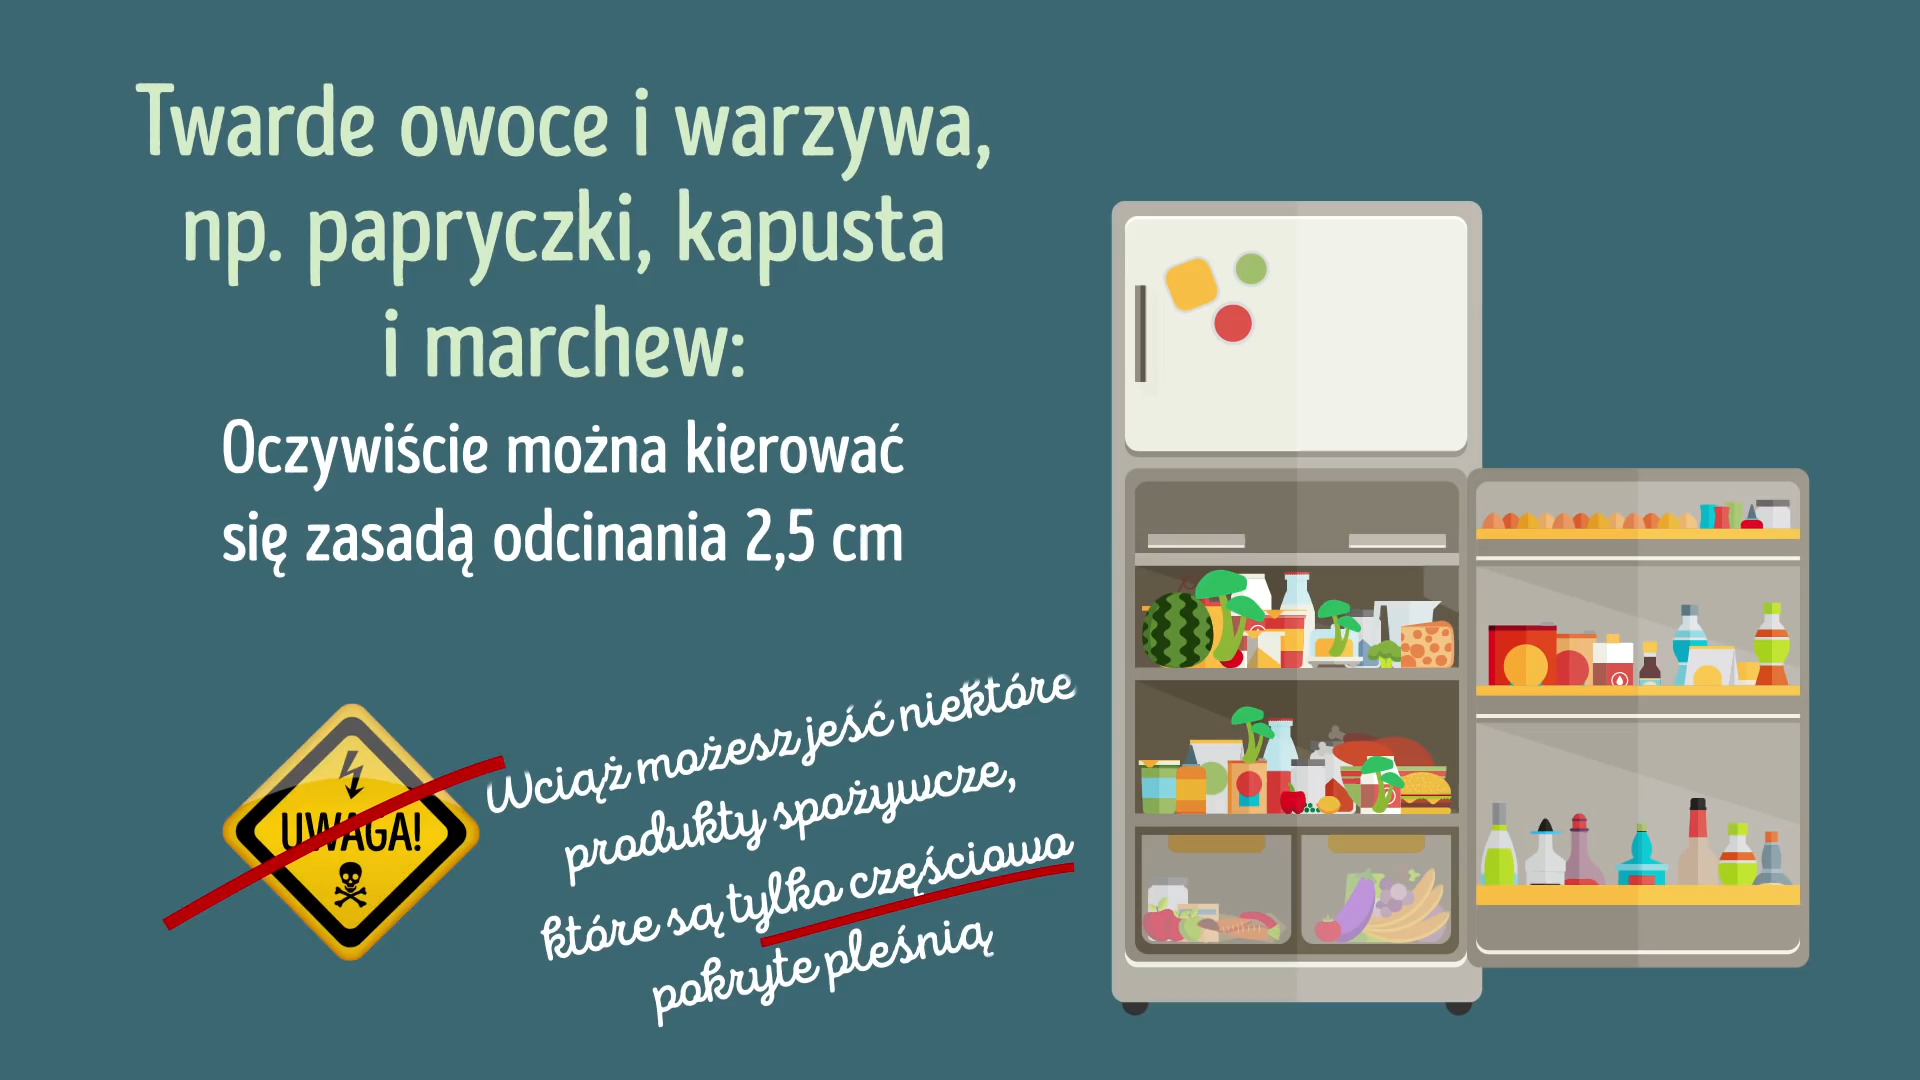 Twarde owoce i warzywa,
np. papryczki, kapusta
i marchew:
Oczywiście można kierować
się zasadą odcinania 2,5 cm
UWAGA!
Wciąż możesz jeść niektóre
produkty spożywcze,
które są tylko częściowo
pokryte pleśnią